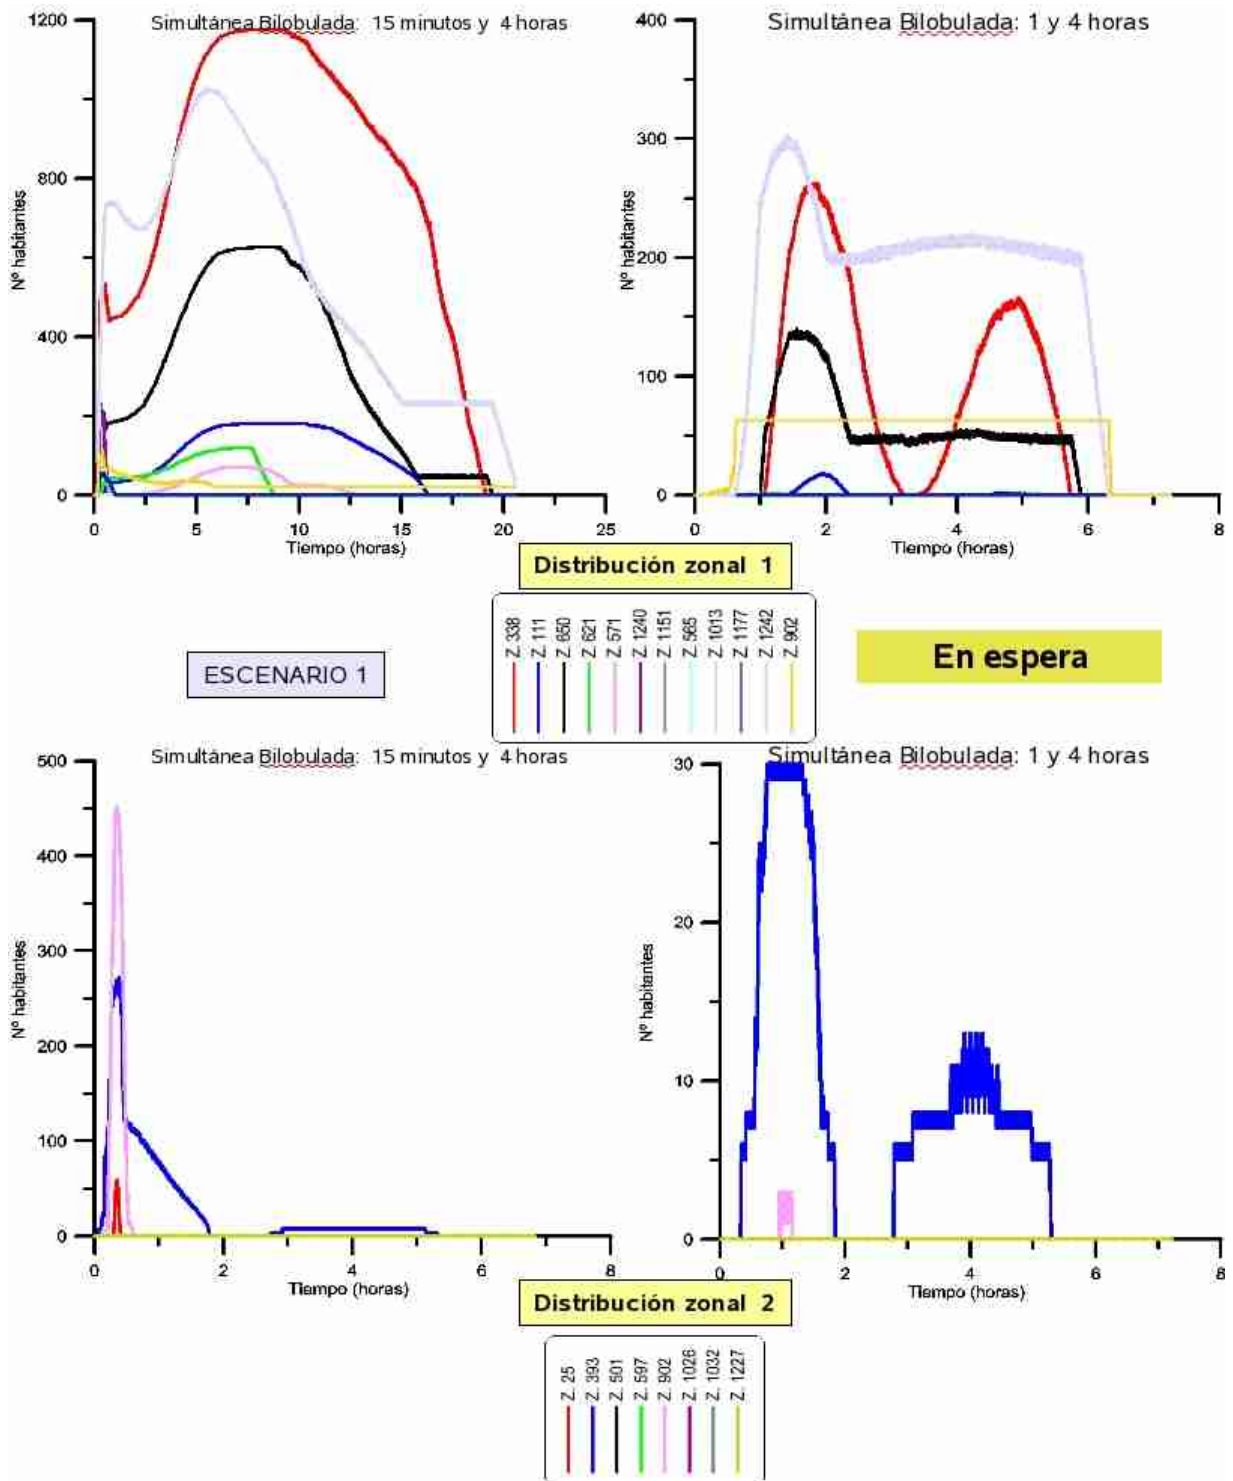 Simultánea Bilobulada: 15 minutos y 4 horas
1200
800
400
0
Nº habitantes
0 5 10 15 20 25
Tiempo (horas)
Simultánea Bilobulada: 1 y 4 horas
400
300
200
100
0
Nº habitantes
0 2 4 6 8
Tiempo (horas)
Distribución zonal 1
Z. 338
Z. 111
Z. 650
Z. 621
Z. 571
Z. 1240
Z. 1151
Z. 565
Z. 1013
Z. 1177
Z. 1242
Z. 902
ESCENARIO 1
En espera
Simultánea Bilobulada: 15 minutos y 4 horas
500
400
300
200
100
0
Nº habitantes
0 2 4 6 8
Tiempo (horas)
Simultánea Bilobulada: 1 y 4 horas
30
20
10
0
Nº habitantes
0 2 4 6 8
Tiempo (horas)
Distribución zonal 2
Z. 25
Z. 393
Z. 501
Z. 597
Z. 902
Z. 1026
Z. 1032
Z. 1227